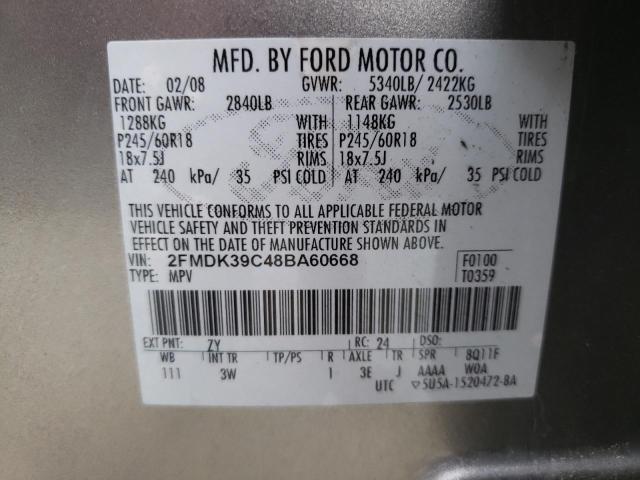 MFD. BY FORD MOTOR CO.
DATE: 02/08 GVWR: 5340LB/ 2422KG
FRONT GAWR: 2840LB REAR GAWR: 2530LB
1288KG WITH 1148KG WITH
P245/60R18 TIRES P245/60R18 TIRES
18x7.5J RIMS 18x7.5J RIMS
AT 240 kPa/ 35 PSI COLD AT 240 kPa/ 35 PSI COLD
THIS VEHICLE CONFORMS TO ALL APPLICABLE FEDERAL MOTOR
VEHICLE SAFETY AND THEFT PREVENTION STANDARDS IN
EFFECT ON THE DATE OF MANUFACTURE SHOWN ABOVE.
VIN: 2FMDK39C48BA60668 F0100
TYPE: MPV T0359
EXT PNT: ZY RC: 24 DSO:
WB INT TR TP/PS R AXLE TR SPR 8Q11F
111 3W 1 3E J AAAA W0A
UTC ▽5U5A-1520472-BA